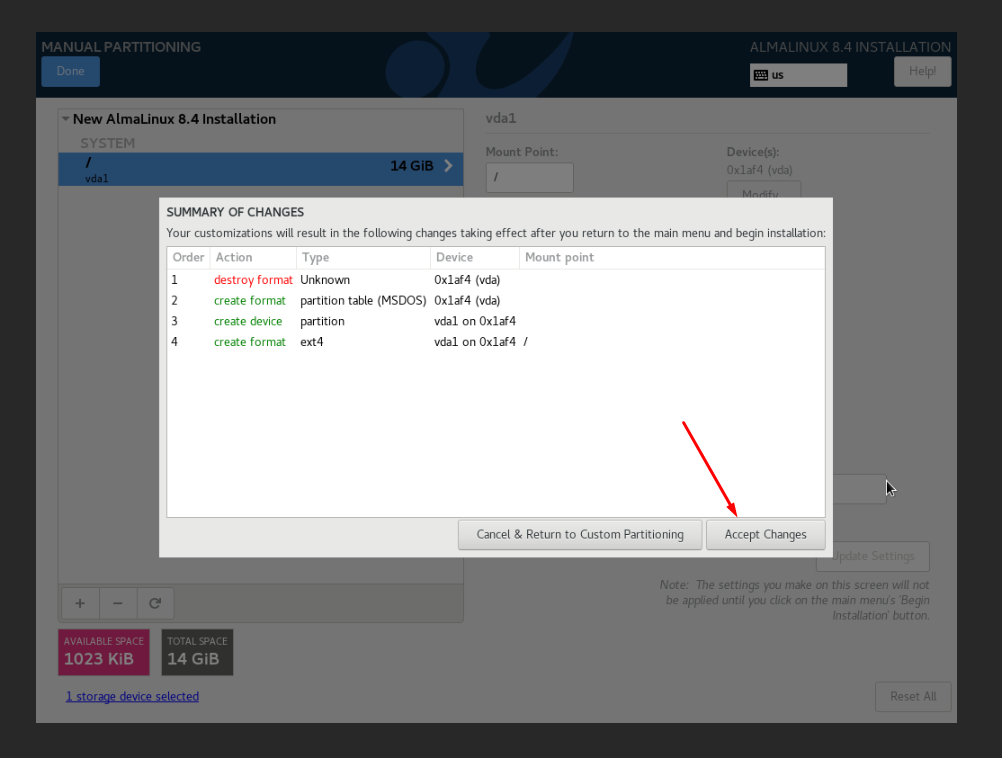 MANUAL PARTITIONING
ALMALINUX 8.4 INSTALLATION
Done
us
Help!
New AlmaLinux 8.4 Installation
SYSTEM
/
14 GiB
vda1
vda1
Mount Point:
Device(s):
/
0x1af4 (vda)
Modify...
SUMMARY OF CHANGES
Your customizations will result in the following changes taking effect after you return to the main menu and begin installation:
Order Action Type Device Mount point
1 destroy format Unknown 0x1af4 (vda)
2 create format partition table (MSDOS) 0x1af4 (vda)
3 create device partition vda1 on 0x1af4
4 create format ext4 vda1 on 0x1af4 /
Cancel & Return to Custom Partitioning
Accept Changes
Update Settings
Note: The settings you make on this screen will not
be applied until you click on the main menu's 'Begin
Installation' button.
+ −
AVAILABLE SPACE
1023 KiB
TOTAL SPACE
14 GiB
1 storage device selected
Reset All